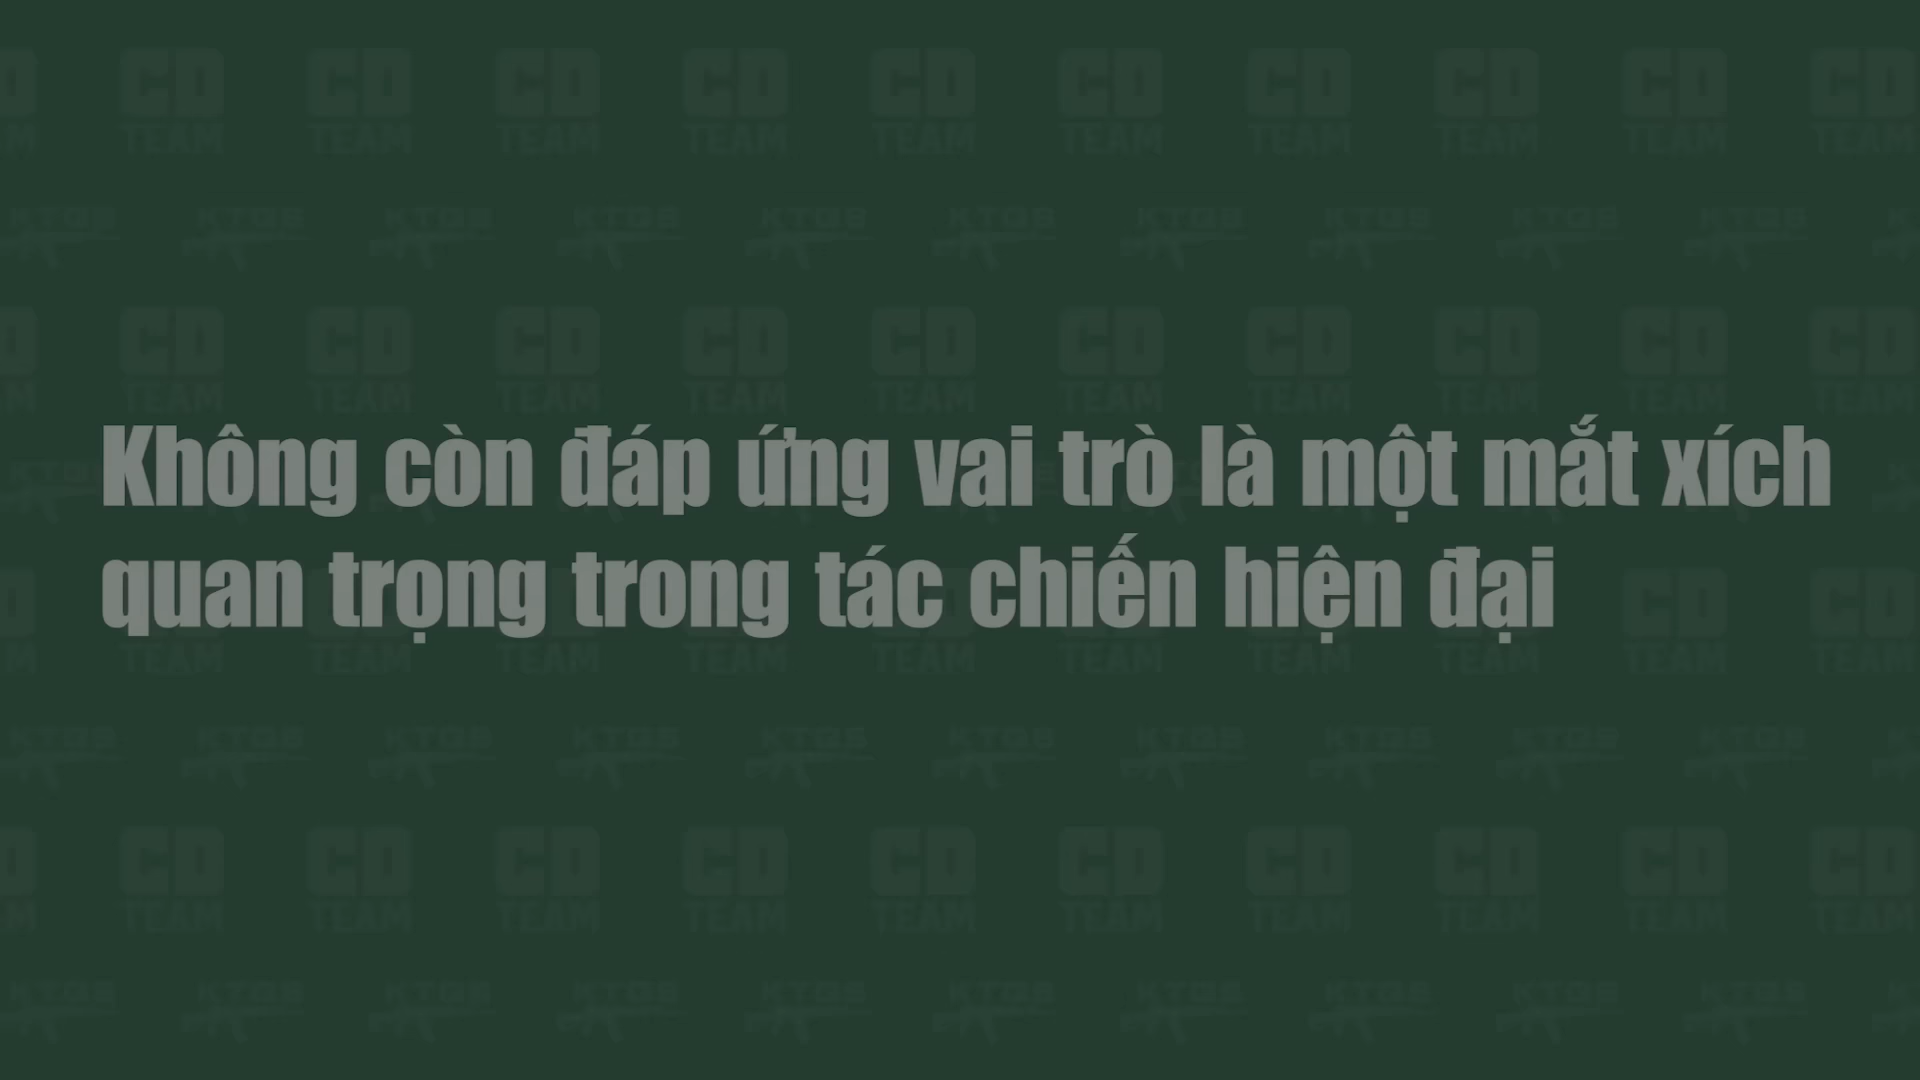 Không còn đáp ứng vai trò là một mắt xích
quan trọng trong tác chiến hiện đại